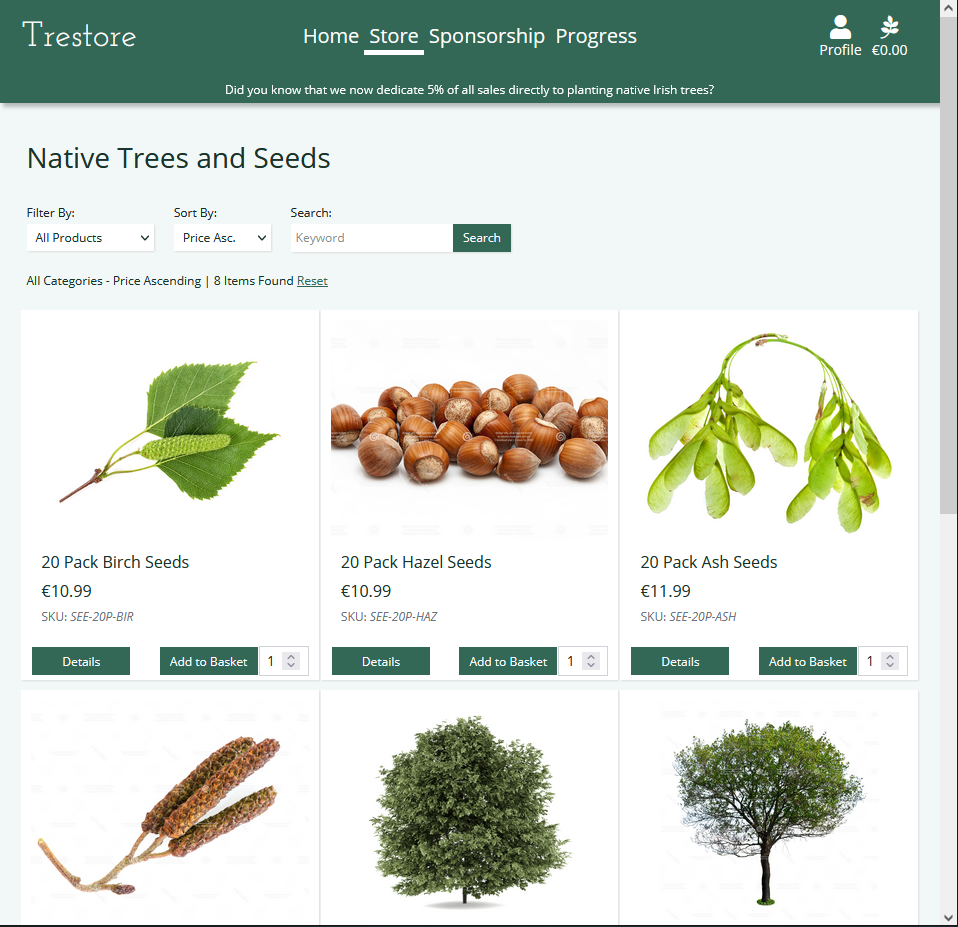 Trestore
Home Store Sponsorship Progress
Profile €0.00
Did you know that we now dedicate 5% of all sales directly to planting native Irish trees?
Native Trees and Seeds
Filter By: Sort By: Search:
All Products Price Asc. Keyword Search
All Categories - Price Ascending | 8 Items Found Reset
20 Pack Birch Seeds 20 Pack Hazel Seeds 20 Pack Ash Seeds
€10.99 €10.99 €11.99
SKU: SEE-20P-BIR SKU: SEE-20P-HAZ SKU: SEE-20P-ASH
Details Add to Basket 1 Details Add to Basket 1 Details Add to Basket 1